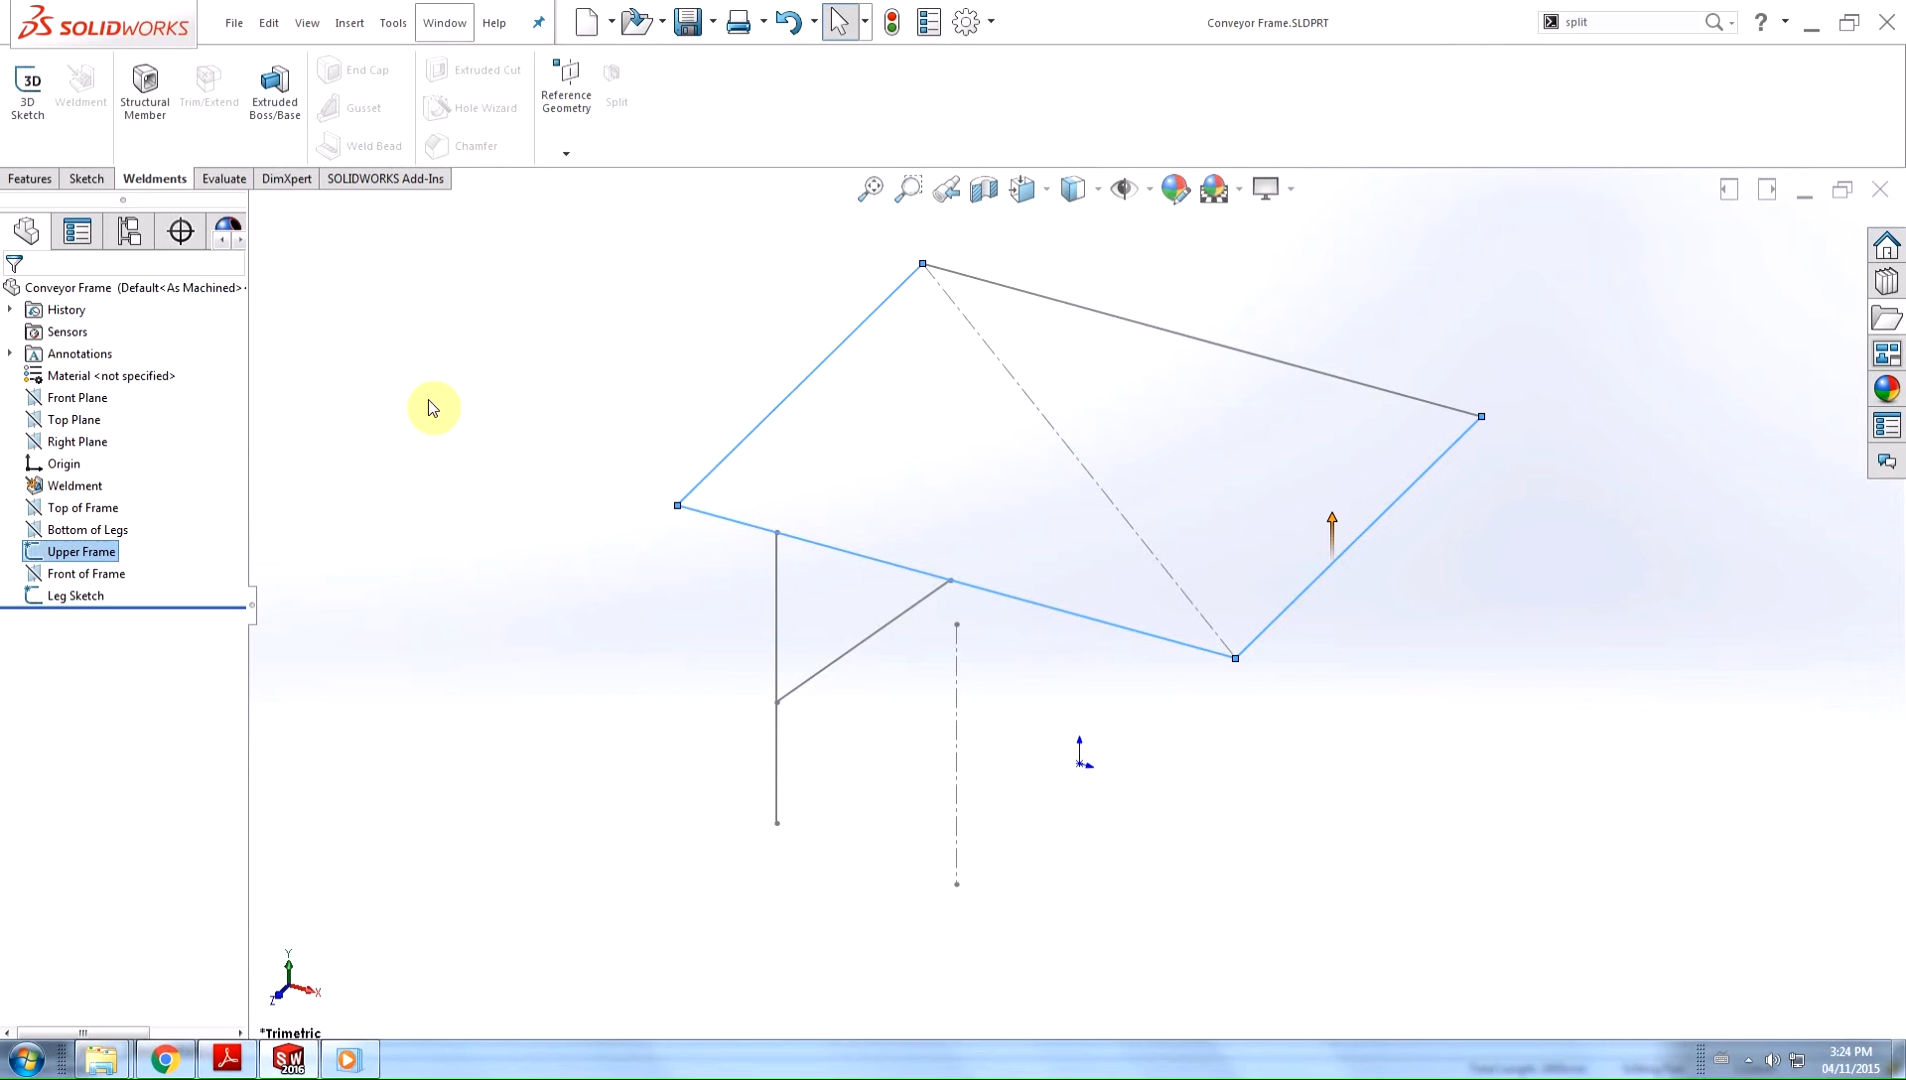 SOLIDWORKS File Edit View Insert Tools Window Help Conveyor Frame.SLDPRT split ?
3D Sketch
Weldment
Structural Member
Trim/Extend
Extruded Boss/Base
End Cap
Gusset
Weld Bead
Extruded Cut
Hole Wizard
Chamfer
Reference Geometry
Split
Features Sketch Weldments Evaluate DimXpert SOLIDWORKS Add-Ins
Conveyor Frame (Default<As Machined>
History
Sensors
Annotations
Material <not specified>
Front Plane
Top Plane
Right Plane
Origin
Weldment
Top of Frame
Bottom of Legs
Upper Frame
Front of Frame
Leg Sketch
Y
X
Z
*Trimetric
SW 2016
3:24 PM
04/11/2015